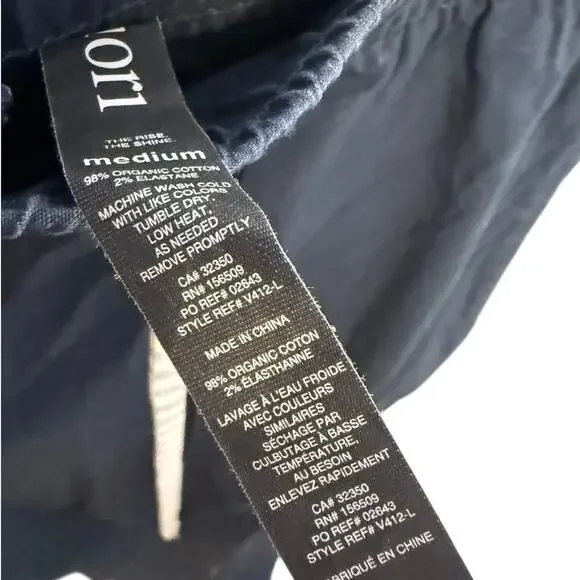 uori
THE RISE.
THE SHINE.
medium
98% ORGANIC COTTON
2% ELASTANE
MACHINE WASH COLD
WITH LIKE COLORS
TUMBLE DRY
LOW HEAT,
AS NEEDED
REMOVE PROMPTLY
CA# 32350
RN# 156509
PO REF# 02643
STYLE REF# V412-L
MADE IN CHINA
98% ORGANIC COTON
2% ÉLASTHANNE
LAVAGE À L'EAU FROIDE
AVEC COULEURS
SIMILAIRES
SÉCHAGE PAR
CULBUTAGE À BASSE
TEMPÉRATURE,
AU BESOIN
ENLEVEZ RAPIDEMENT
CA# 32350
RN# 156509
PO REF# 02643
STYLE REF# V412-L
FABRIQUÉ EN CHINE